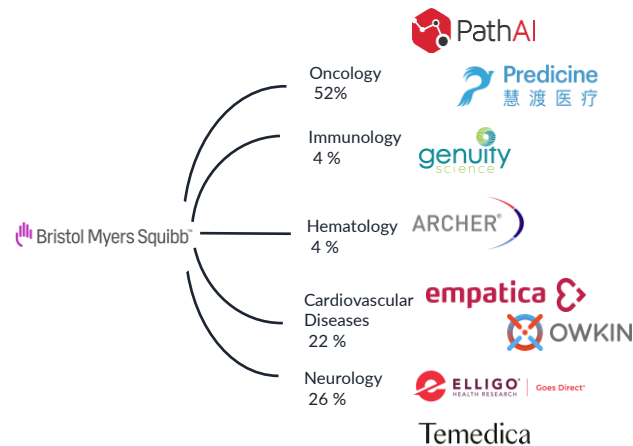 PathAI
Oncology
52%
Predicine
慧渡医疗
Immunology
4 %
genuity
science
Bristol Myers Squibb™
Hematology
4 %
ARCHER®
Cardiovascular
Diseases
22 %
empatica
OWKIN
Neurology
26 %
ELLIGO®
HEALTH RESEARCH
Goes Direct®
Temedica